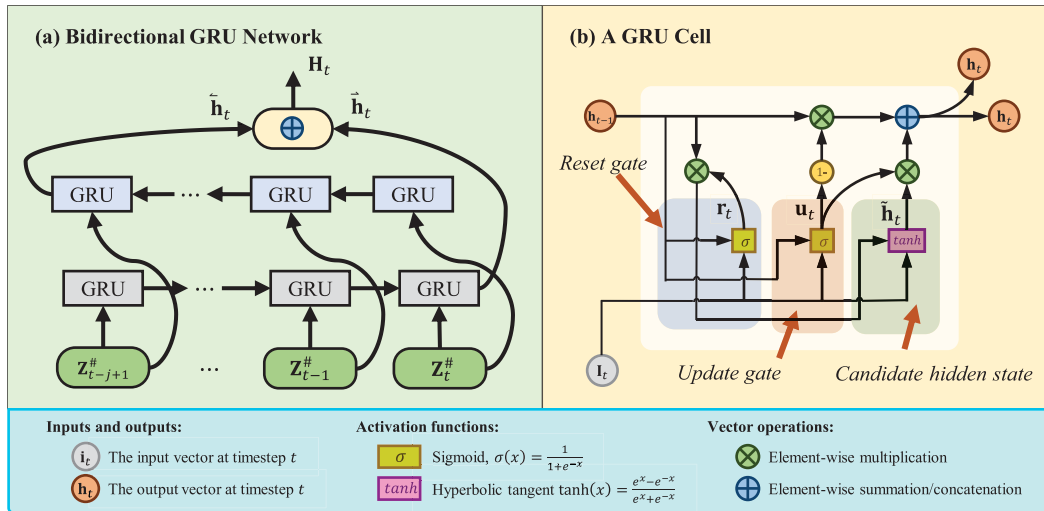 (a) Bidirectional GRU Network
H_t
h⃖_t
h⃗_t
GRU
...
GRU
GRU
GRU
...
GRU
GRU
Z^#_{t−j+1}
...
Z^#_{t−1}
Z^#_t
(b) A GRU Cell
h_t
h_{t-1}
h_t
Reset gate
1-
r_t
u_t
h̃_t
σ
σ
tanh
I_t
Update gate
Candidate hidden state
Inputs and outputs:
i_t The input vector at timestep t
h_t The output vector at timestep t
Activation functions:
σ Sigmoid, σ(x) = 1/(1+e^{−x})
tanh Hyperbolic tangent tanh(x) = (e^x−e^{−x})/(e^x+e^{−x})
Vector operations:
Element-wise multiplication
Element-wise summation/concatenation